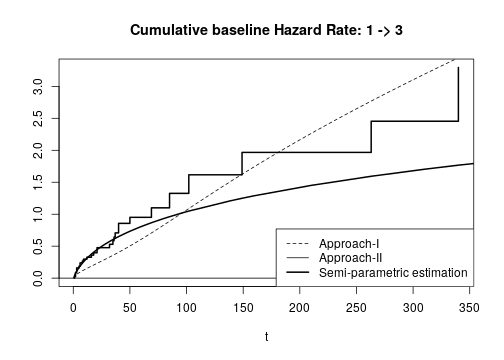 Cumulative baseline Hazard Rate: 1 -> 3
3.0
2.5
2.0
1.5
1.0
0.5
0.0
Approach-I
Approach-II
Semi-parametric estimation
0 50 100 150 200 250 300 350
t